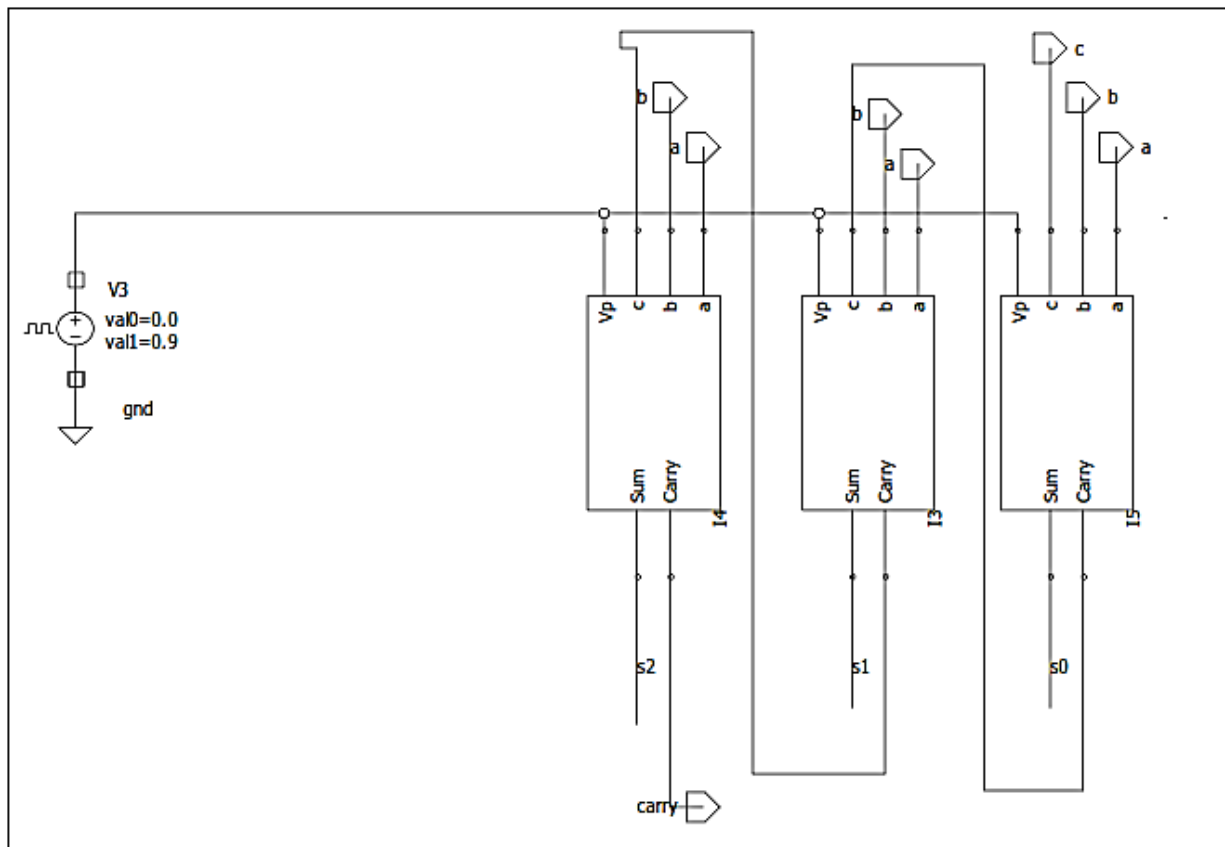 c
b
b
b
a
a
a
V3
val0=0.0
val1=0.9
gnd
Vp
c
b
a
Vp
c
b
a
Vp
c
b
a
Sum
Carry
I4
Sum
Carry
I3
Sum
Carry
I5
s2
s1
s0
carry